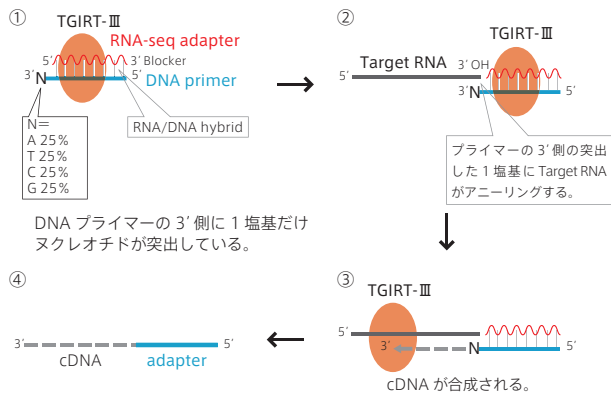 ①
TGIRT-Ⅲ
RNA-seq adapter
5′
3′ Blocker
3′
N
5′
DNA primer
N＝
A 25%
T 25%
C 25%
G 25%
RNA/DNA hybrid
DNA プライマーの 3′ 側に 1 塩基だけ
ヌクレオチドが突出している。
②
TGIRT-Ⅲ
Target RNA
3′ OH
5′
3′
N
5′
プライマーの 3′ 側の突出
した 1 塩基に Target RNA
がアニーリングする。
④
3′
5′
cDNA
adapter
③
TGIRT-Ⅲ
5′
3′
N
5′
cDNA が合成される。